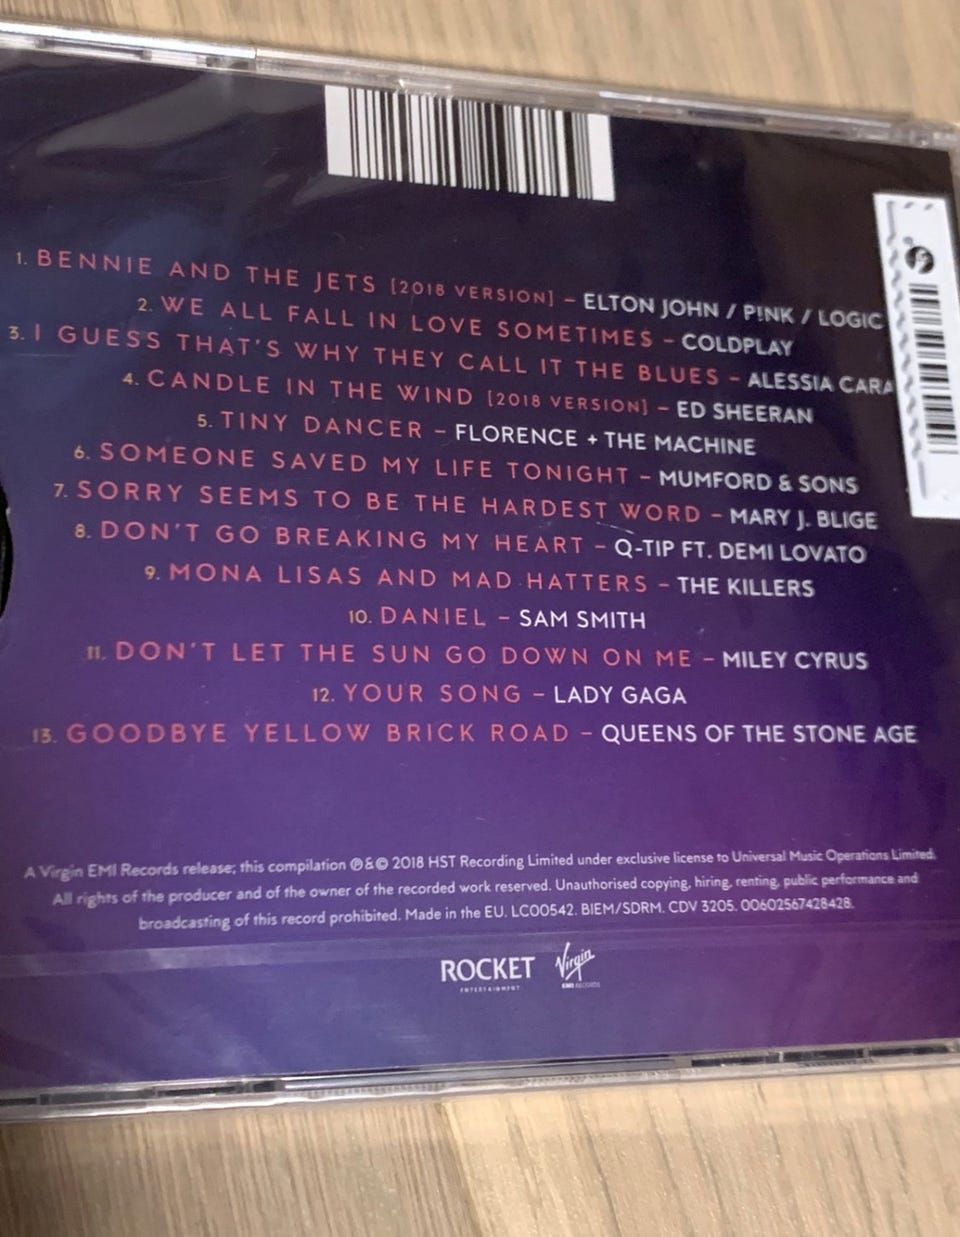 1. BENNIE AND THE JETS [2018 VERSION] – ELTON JOHN / P!NK / LOGIC
2. WE ALL FALL IN LOVE SOMETIMES – COLDPLAY
3. I GUESS THAT'S WHY THEY CALL IT THE BLUES – ALESSIA CARA
4. CANDLE IN THE WIND [2018 VERSION] – ED SHEERAN
5. TINY DANCER – FLORENCE + THE MACHINE
6. SOMEONE SAVED MY LIFE TONIGHT – MUMFORD & SONS
7. SORRY SEEMS TO BE THE HARDEST WORD – MARY J. BLIGE
8. DON'T GO BREAKING MY HEART – Q-TIP FT. DEMI LOVATO
9. MONA LISAS AND MAD HATTERS – THE KILLERS
10. DANIEL – SAM SMITH
11. DON'T LET THE SUN GO DOWN ON ME – MILEY CYRUS
12. YOUR SONG – LADY GAGA
13. GOODBYE YELLOW BRICK ROAD – QUEENS OF THE STONE AGE
A Virgin EMI Records release; this compilation ℗&© 2018 HST Recording Limited under exclusive license to Universal Music Operations Limited.
All rights of the producer and of the owner of the recorded work reserved. Unauthorised copying, hiring, renting, public performance and
broadcasting of this record prohibited. Made in the EU. LC00542. BIEM/SDRM. CDV 3205. 00602567428428.
ROCKET
ENTERTAINMENT
Virgin
EMI RECORDS